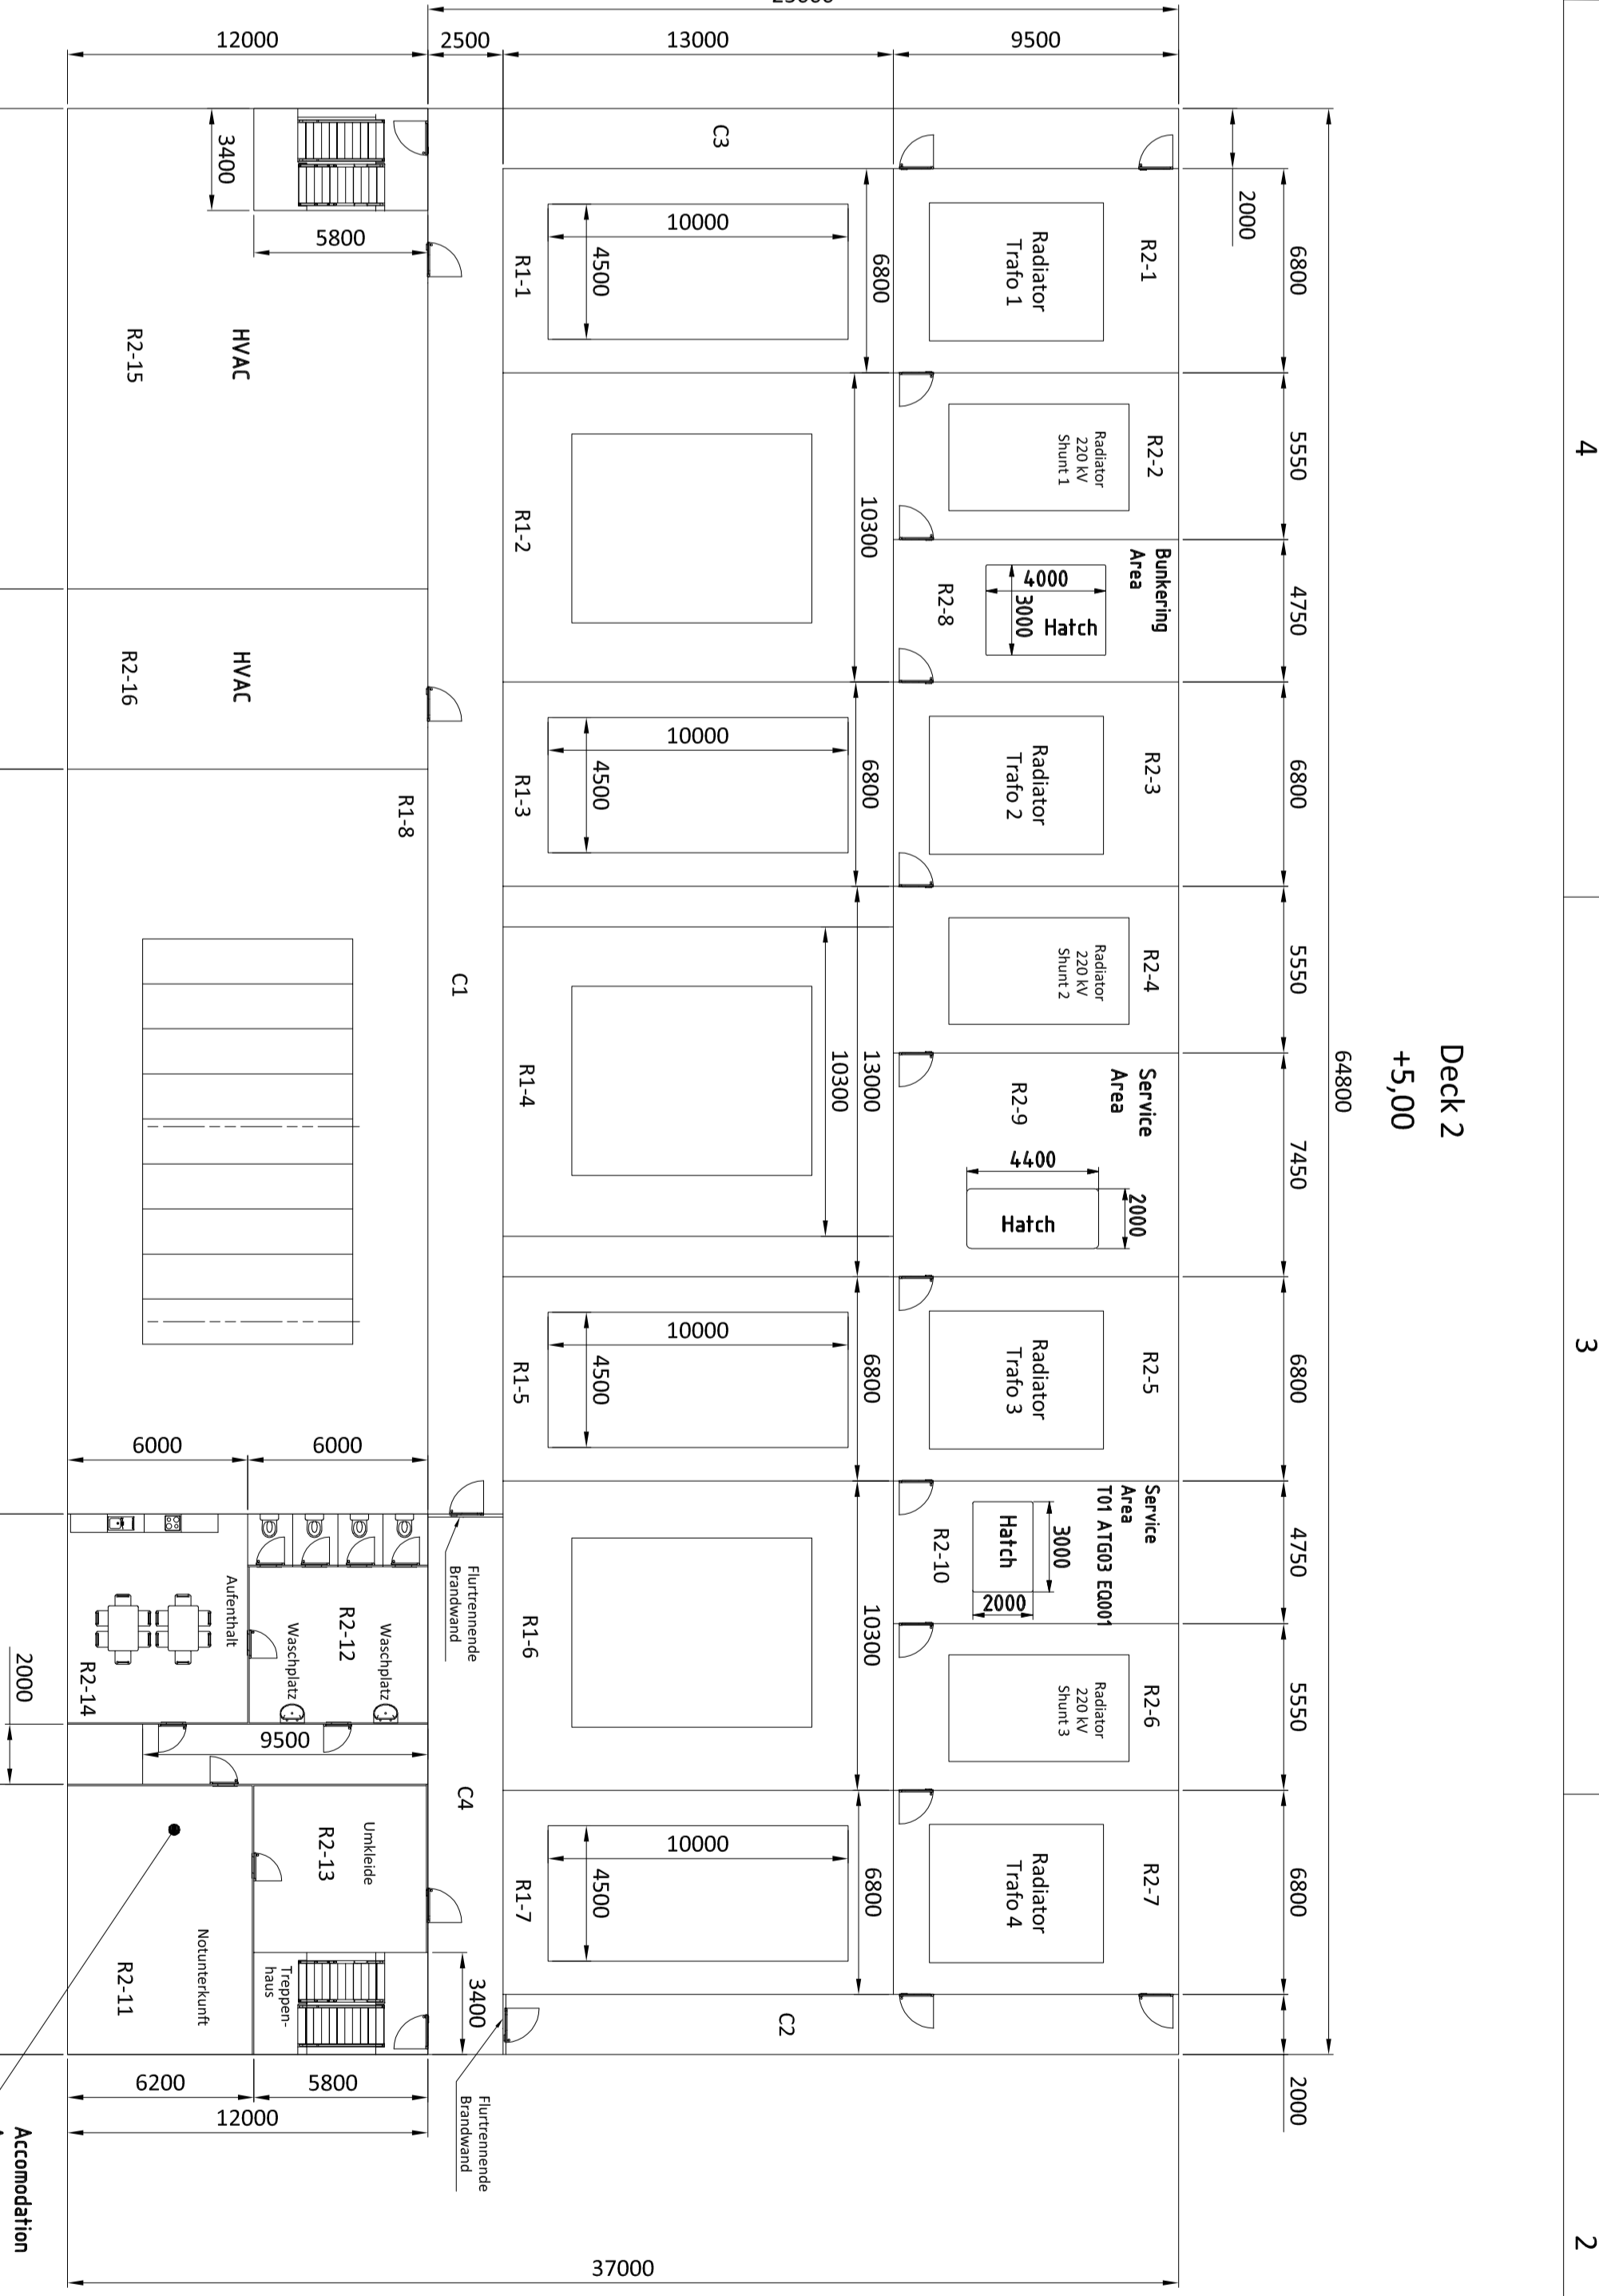 4
3
2
Deck 2
+5,00
64800
2000
6800
5550
4750
6800
5550
7450
6800
4750
5550
6800
2000
9500
13000
2500
12000
37000
R2-1
Radiator
Trafo 1
R2-2
Radiator
220 kV
Shunt 1
Bunkering
Area
4000
3000
Hatch
R2-8
R2-3
Radiator
Trafo 2
R2-4
Radiator
220 kV
Shunt 2
Service
Area
R2-9
4400
2000
Hatch
R2-5
Radiator
Trafo 3
Service
Area
T01 ATG03 EQ001
3000
Hatch
2000
R2-10
R2-6
Radiator
220 kV
Shunt 3
R2-7
Radiator
Trafo 4
C3
6800
10000
4500
R1-1
10300
R1-2
6800
10000
4500
R1-3
13000
10300
R1-4
6800
10000
4500
R1-5
10300
R1-6
6800
10000
4500
R1-7
C2
C1
C4
Flurtrennende
Brandwand
Flurtrennende
Brandwand
3400
3400
5800
HVAC
R2-15
HVAC
R2-16
R1-8
6000
6000
Waschplatz
R2-12
Waschplatz
Aufenthalt
R2-14
9500
2000
Umkleide
R2-13
Treppen-
haus
Notunterkunft
R2-11
5800
6200
12000
Accomodation